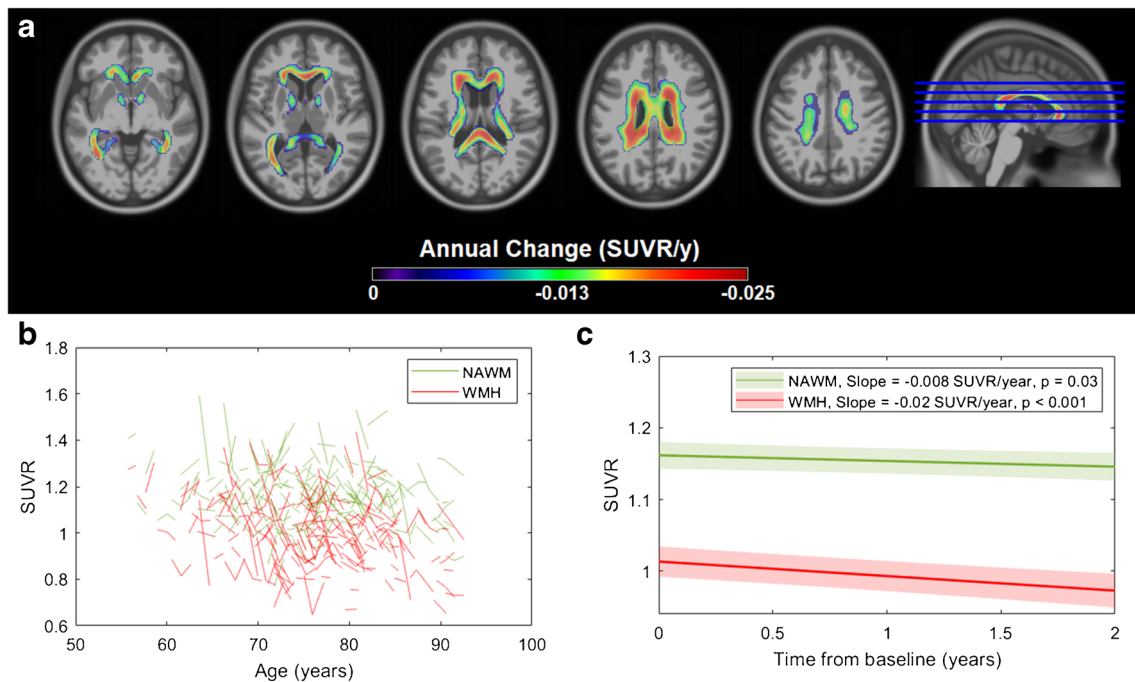 a
Annual Change (SUVR/y)
0 -0.013 -0.025
b
1.8
1.6
1.4
1.2
1
0.8
0.6
SUVR
NAWM
WMH
50 60 70 80 90 100
Age (years)
c
1.3
1.2
1.1
1
SUVR
NAWM, Slope = -0.008 SUVR/year, p = 0.03
WMH, Slope = -0.02 SUVR/year, p < 0.001
0 0.5 1 1.5 2
Time from baseline (years)